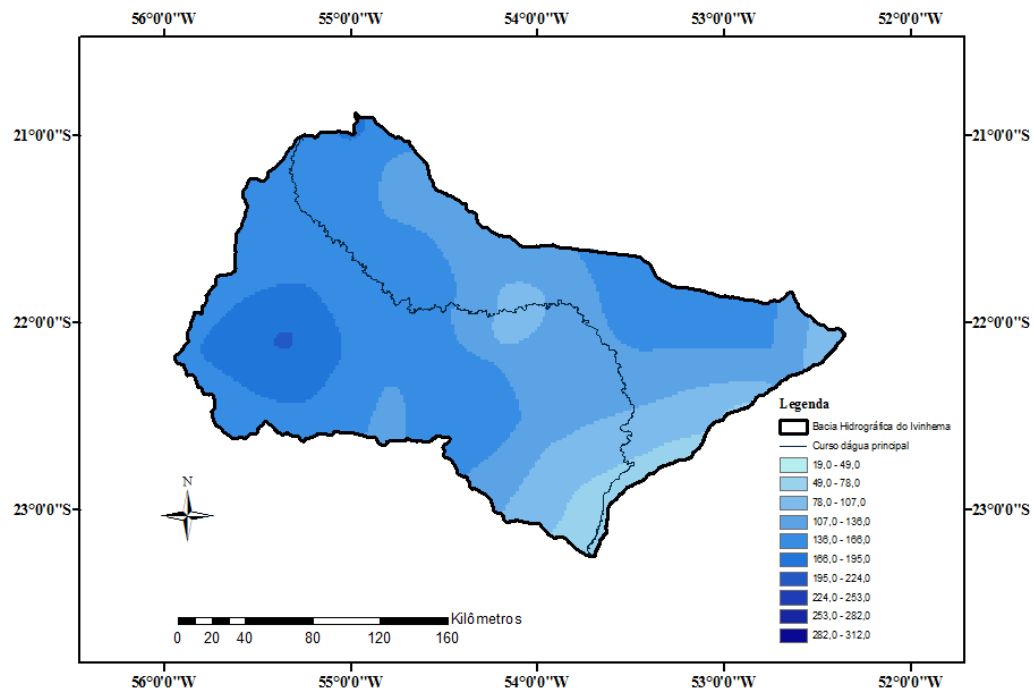 56°0'0"W 55°0'0"W 54°0'0"W 53°0'0"W 52°0'0"W
21°0'0"S 21°0'0"S
22°0'0"S 22°0'0"S
23°0'0"S 23°0'0"S
Legenda
Bacia Hidrográfica do Ivinhema
Curso dágua principal
19,0 - 49,0
49,0 - 78,0
78,0 - 107,0
107,0 - 136,0
136,0 - 166,0
166,0 - 195,0
195,0 - 224,0
224,0 - 253,0
253,0 - 282,0
282,0 - 312,0
N
Kilômetros
0 20 40 80 120 160
56°0'0"W 55°0'0"W 54°0'0"W 53°0'0"W 52°0'0"W